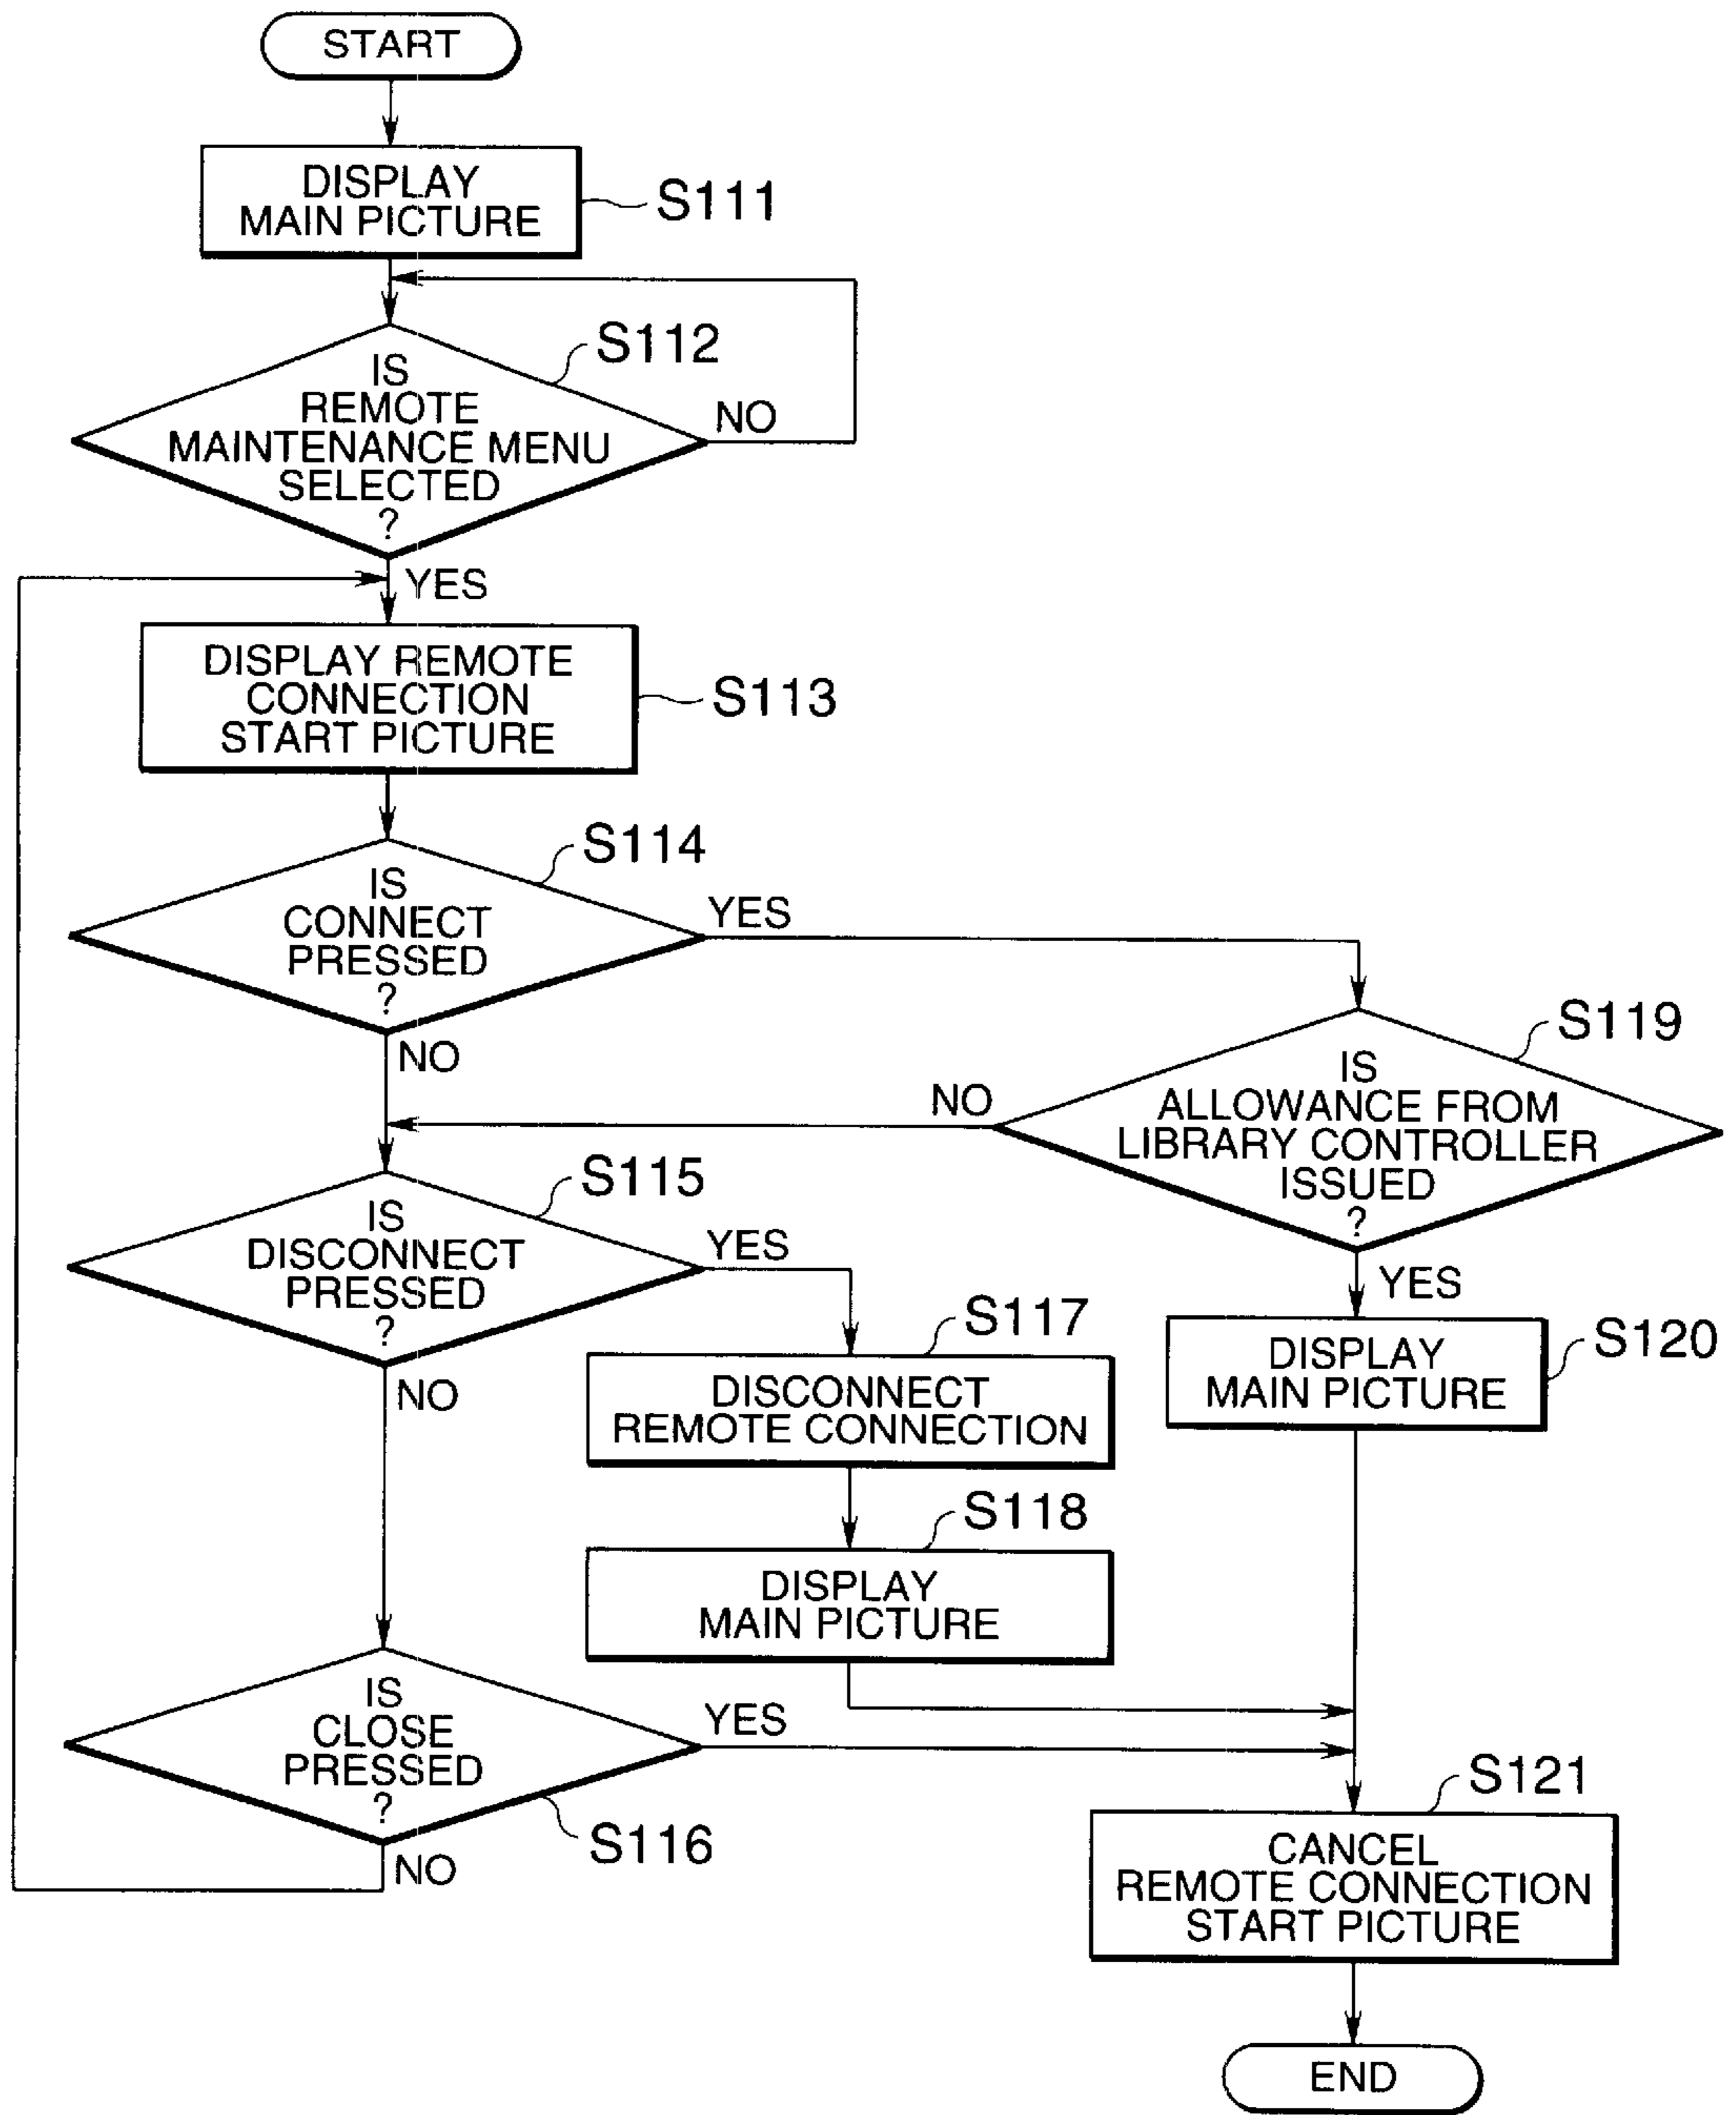 START
DISPLAY
MAIN PICTURE
S111
S112
IS
REMOTE
MAINTENANCE MENU
SELECTED
?
NO
YES
DISPLAY REMOTE
CONNECTION
START PICTURE
S113
S114
IS
CONNECT
PRESSED
?
YES
NO
S119
IS
ALLOWANCE FROM
LIBRARY CONTROLLER
ISSUED
?
NO
YES
S115
IS
DISCONNECT
PRESSED
?
YES
NO
S117
DISCONNECT
REMOTE CONNECTION
S120
DISPLAY
MAIN PICTURE
S118
DISPLAY
MAIN PICTURE
IS
CLOSE
PRESSED
?
YES
S116
NO
S121
CANCEL
REMOTE CONNECTION
START PICTURE
END